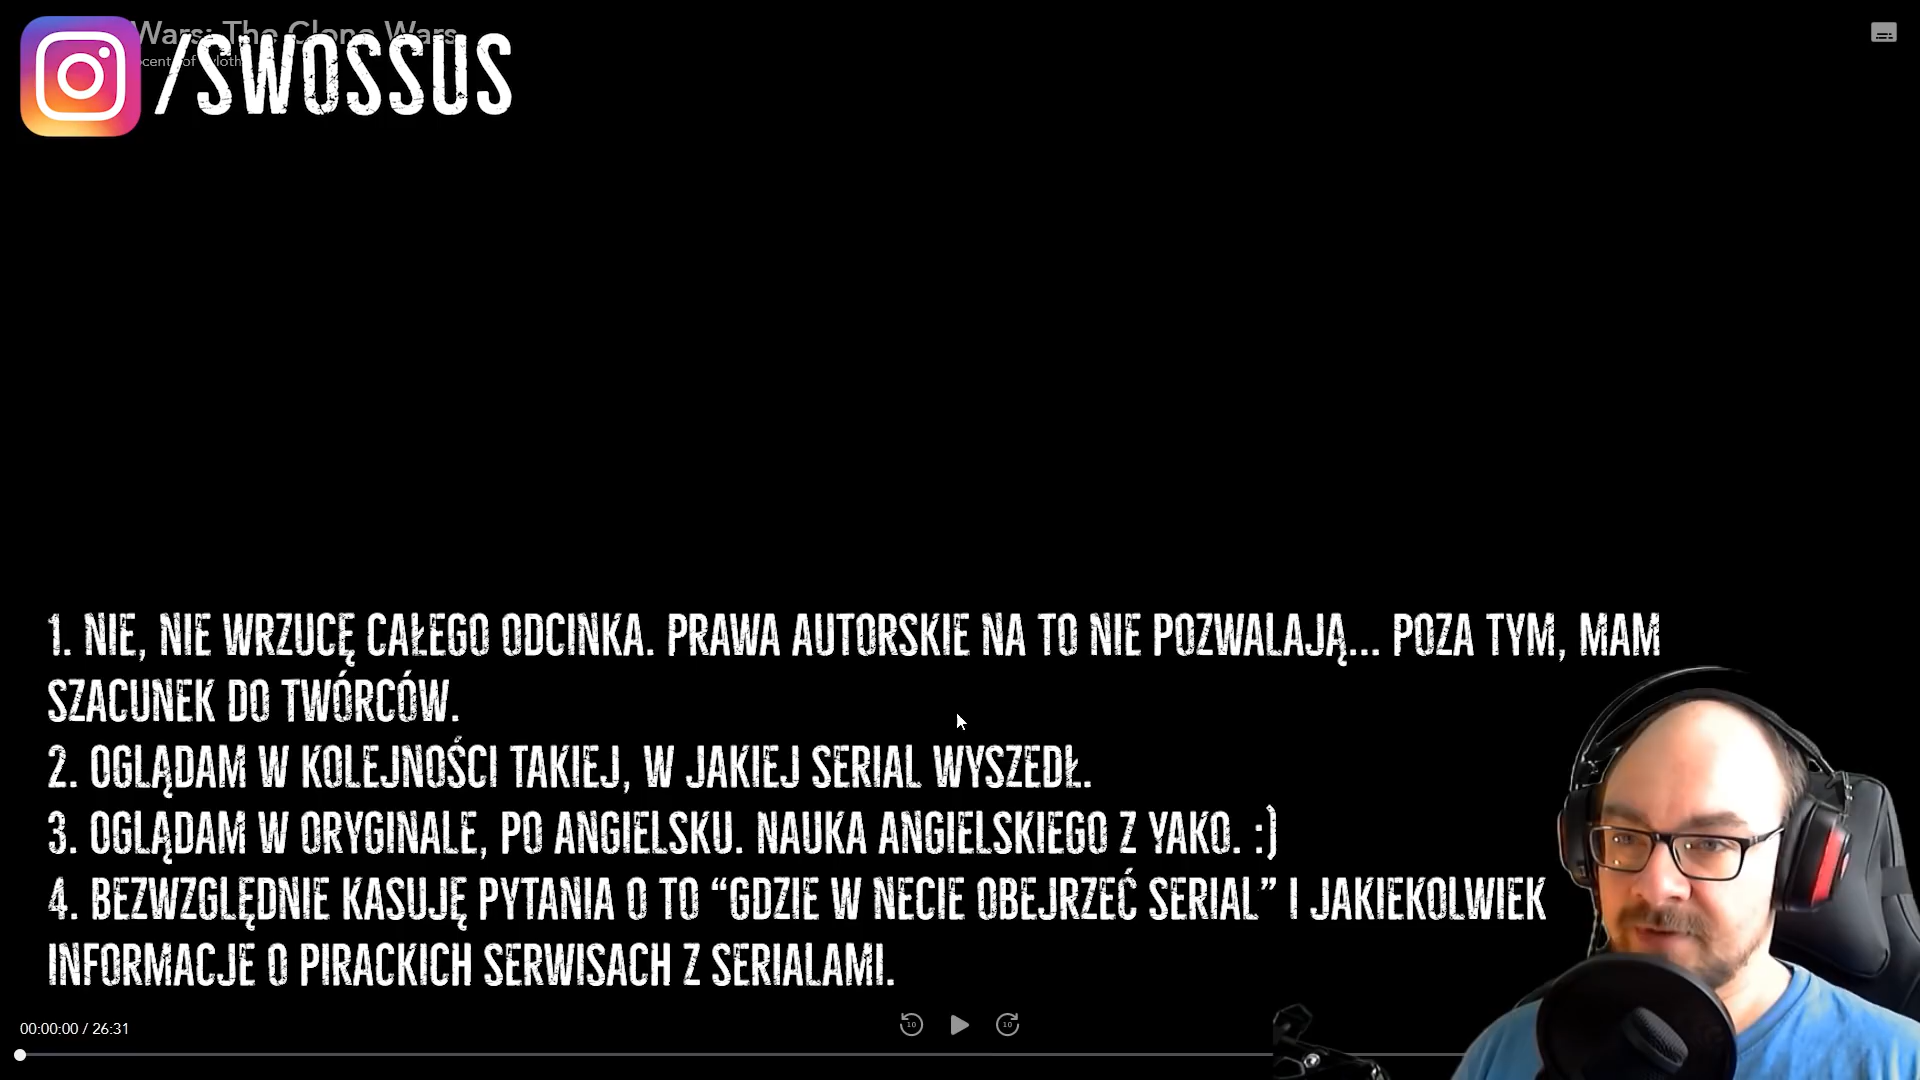 Wars: The Clone Wars
/SWOSSUS
1. NIE, NIE WRZUCĘ CAŁEGO ODCINKA. PRAWA AUTORSKIE NA TO NIE POZWALAJĄ... POZA TYM, MAM
SZACUNEK DO TWÓRCÓW.
2. OGLĄDAM W KOLEJNOŚCI TAKIEJ, W JAKIEJ SERIAL WYSZEDŁ.
3. OGLĄDAM W ORYGINALE, PO ANGIELSKU. NAUKA ANGIELSKIEGO Z YAKO. :)
4. BEZWZGLĘDNIE KASUJĘ PYTANIA O TO “GDZIE W NECIE OBEJRZEĆ SERIAL” I JAKIEKOLWIEK
INFORMACJE O PIRACKICH SERWISACH Z SERIALAMI.
10 10
00:00:00 / 26:31